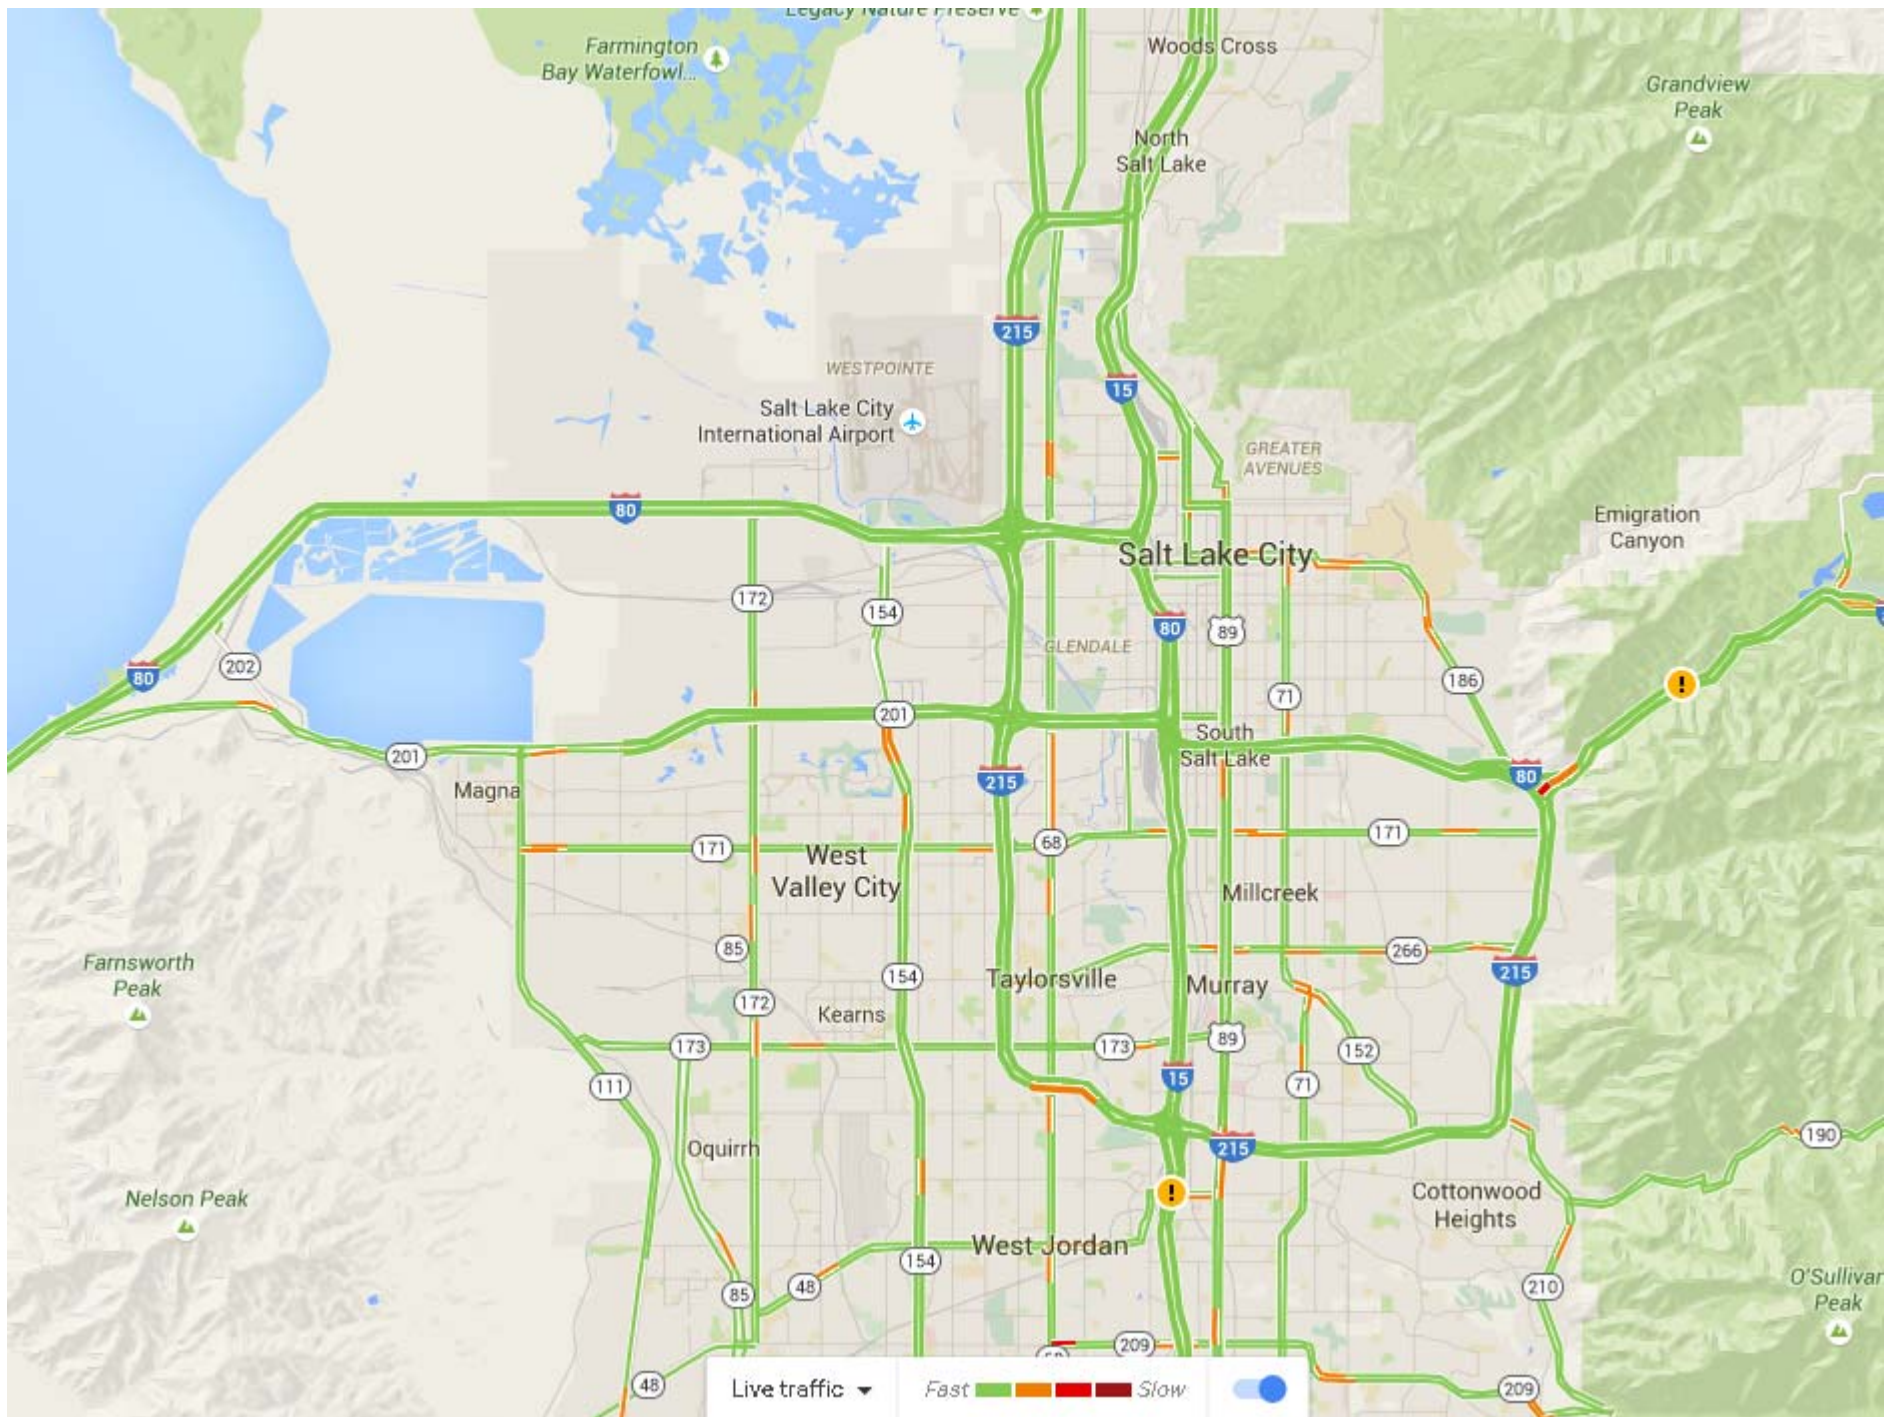 Legacy Nature Preserve
Farmington
Bay Waterfowl...
Woods Cross
Grandview
Peak
North
Salt Lake
215
WESTPOINTE
15
Salt Lake City
International Airport
GREATER
AVENUES
80
Emigration
Canyon
Salt Lake City
172
154
80
89
GLENDALE
202
80
186
71
201
South
Salt Lake
201
80
215
Magna
171
68
171
West
Valley City
Millcreek
85
266
Farnsworth
Peak
154
Taylorsville
Murray
215
172
Kearns
173
173
89
152
111
15
71
Oquirrh
215
190
Nelson Peak
Cottonwood
Heights
West Jordan
154
48
85
210
O'Sullivan
Peak
209
48
Live traffic
Fast
Slow
209